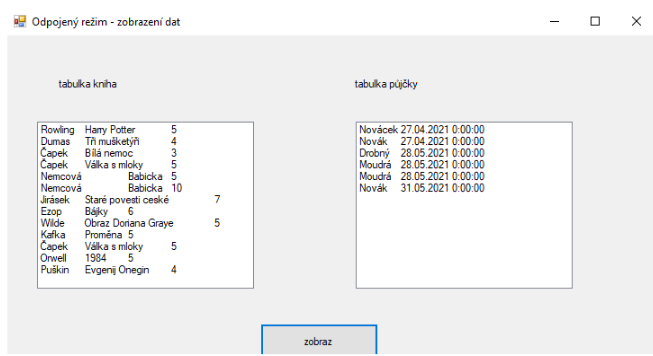 Odpojený režim - zobrazení dat
tabulka kniha
tabulka půjčky
Rowling Harry Potter 5
Dumas Tři mušketýři 4
Čapek Bílá nemoc 3
Čapek Válka s mloky 5
Nemcová Babicka 5
Nemcová Babicka 10
Jirásek Staré povesti ceské 7
Ezop Bájky 6
Wilde Obraz Doriana Graye 5
Kafka Proměna 5
Čapek Válka s mloky 5
Orwell 1984 5
Puškin Evgenij Onegin 4
Novácek 27.04.2021 0:00:00
Novák 27.04.2021 0:00:00
Drobný 28.05.2021 0:00:00
Moudrá 28.05.2021 0:00:00
Moudrá 28.05.2021 0:00:00
Novák 31.05.2021 0:00:00
zobraz